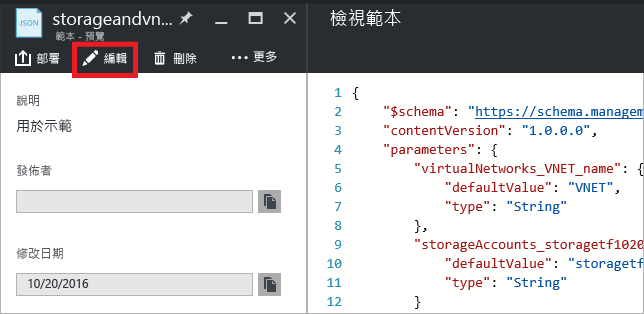 JSON
storageandvn...
範本 - 預覽
部署
編輯
刪除
更多
說明
用於示範
發佈者
修改日期
10/20/2016
檢視範本
1 {
2 "$schema": "https://schema.managem
3 "contentVersion": "1.0.0.0",
4 "parameters": {
5 "virtualNetworks_VNET_name": {
6 "defaultValue": "VNET",
7 "type": "String"
8 },
9 "storageAccounts_storagetf1020
10 "defaultValue": "storagetf
11 "type": "String"
12 }